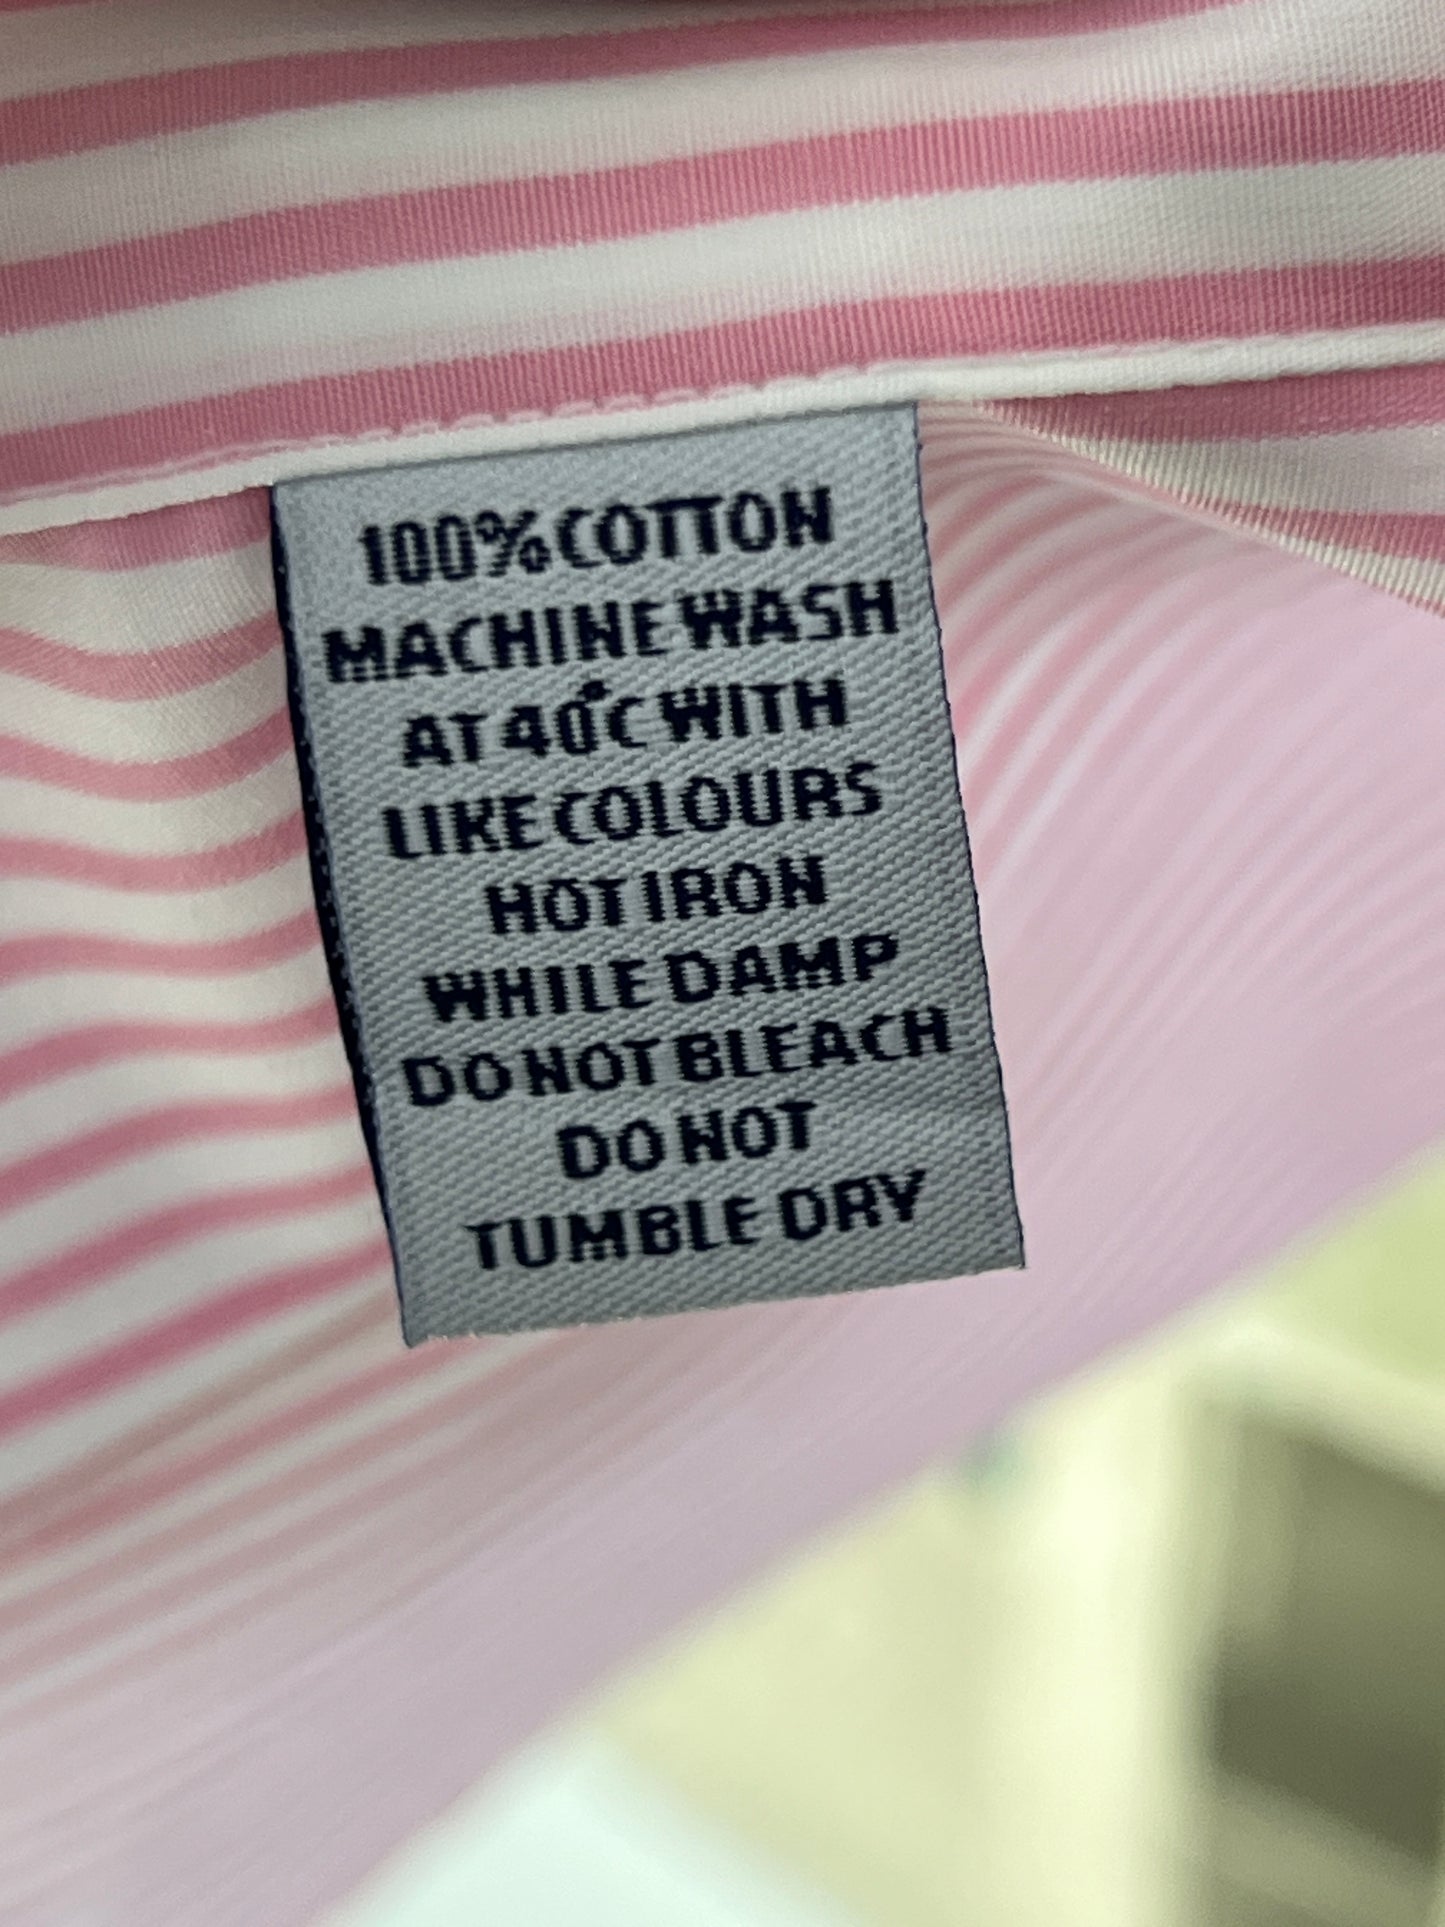 100% COTTON
MACHINE WASH
AT 40°C WITH
LIKE COLOURS
HOT IRON
WHILE DAMP
DO NOT BLEACH
DO NOT
TUMBLE DRY